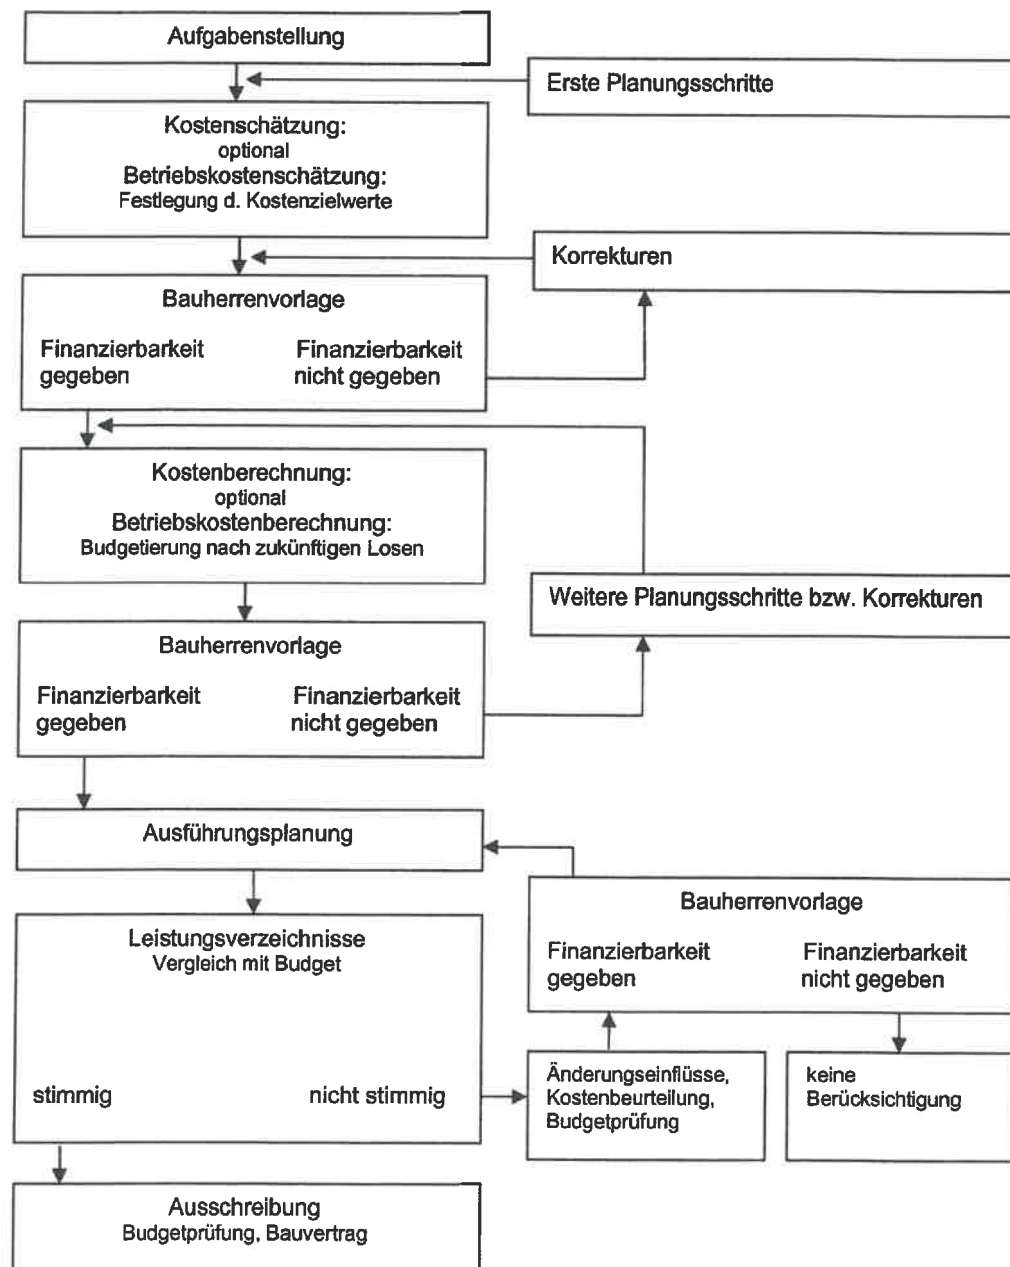 Aufgabenstellung
Erste Planungsschritte
Kostenschätzung:
optional
Betriebskostenschätzung:
Festlegung d. Kostenzielwerte
Korrekturen
Bauherrenvorlage
Finanzierbarkeit
gegeben
Finanzierbarkeit
nicht gegeben
Kostenberechnung:
optional
Betriebskostenberechnung:
Budgetierung nach zukünftigen Losen
Weitere Planungsschritte bzw. Korrekturen
Bauherrenvorlage
Finanzierbarkeit
gegeben
Finanzierbarkeit
nicht gegeben
Ausführungsplanung
Bauherrenvorlage
Finanzierbarkeit
gegeben
Finanzierbarkeit
nicht gegeben
Leistungsverzeichnisse
Vergleich mit Budget
stimmig
nicht stimmig
Änderungseinflüsse,
Kostenbeurteilung,
Budgetprüfung
keine
Berücksichtigung
Ausschreibung
Budgetprüfung, Bauvertrag